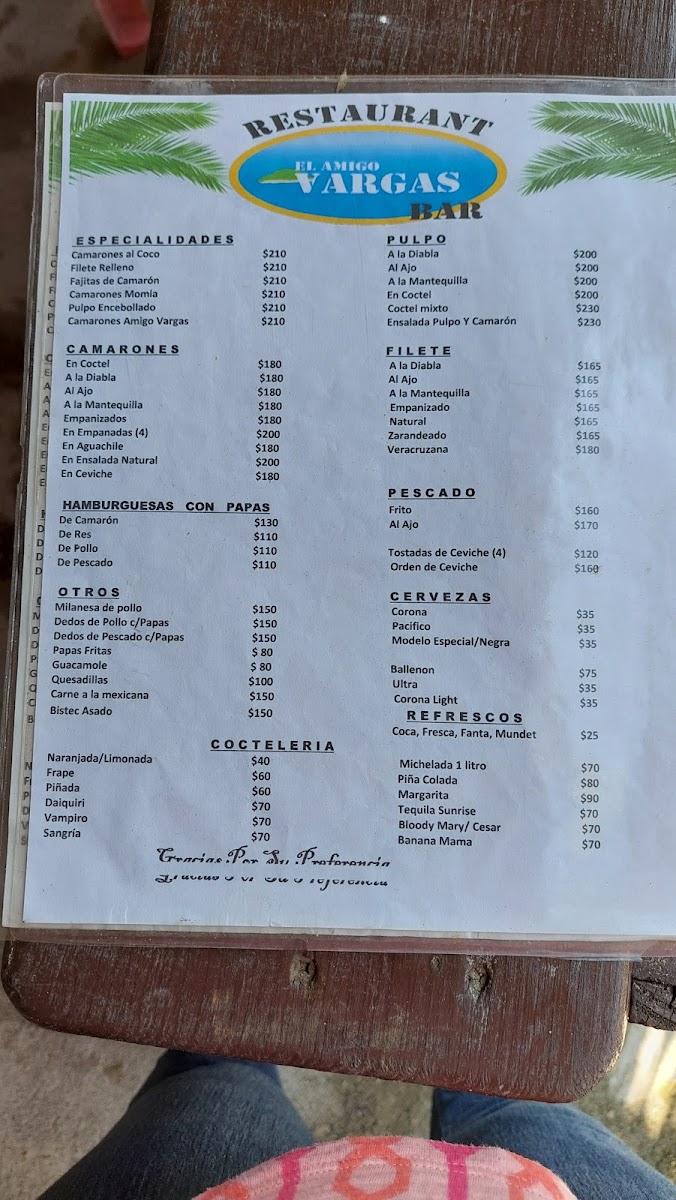 RESTAURANT
EL AMIGO
VARGAS
BAR
ESPECIALIDADES
Camarones al Coco $210
Filete Relleno $210
Fajitas de Camarón $210
Camarones Momia $210
Pulpo Encebollado $210
Camarones Amigo Vargas $210
CAMARONES
En Coctel $180
A la Diabla $180
Al Ajo $180
A la Mantequilla $180
Empanizados $180
En Empanadas (4) $200
En Aguachile $180
En Ensalada Natural $200
En Ceviche $180
HAMBURGUESAS CON PAPAS
De Camarón $130
De Res $110
De Pollo $110
De Pescado $110
OTROS
Milanesa de pollo $150
Dedos de Pollo c/Papas $150
Dedos de Pescado c/Papas $150
Papas Fritas $ 80
Guacamole $ 80
Quesadillas $100
Carne a la mexicana $150
Bistec Asado $150
PULPO
A la Diabla $200
Al Ajo $200
A la Mantequilla $200
En Coctel $200
Coctel mixto $230
Ensalada Pulpo Y Camarón $230
FILETE
A la Diabla $165
Al Ajo $165
A la Mantequilla $165
Empanizado $165
Natural $165
Zarandeado $165
Veracruzana $180
PESCADO
Frito $160
Al Ajo $170
Tostadas de Ceviche (4) $120
Orden de Ceviche $160
CERVEZAS
Corona $35
Pacifico $35
Modelo Especial/Negra $35
Ballenon $75
Ultra $35
Corona Light $35
REFRESCOS
Coca, Fresca, Fanta, Mundet $25
COCTELERIA
Naranjada/Limonada $40
Frape $60
Piñada $60
Daiquiri $70
Vampiro $70
Sangría $70
Michelada 1 litro $70
Piña Colada $80
Margarita $90
Tequila Sunrise $70
Bloody Mary/ Cesar $70
Banana Mama $70
Gracias Por Su Preferencia